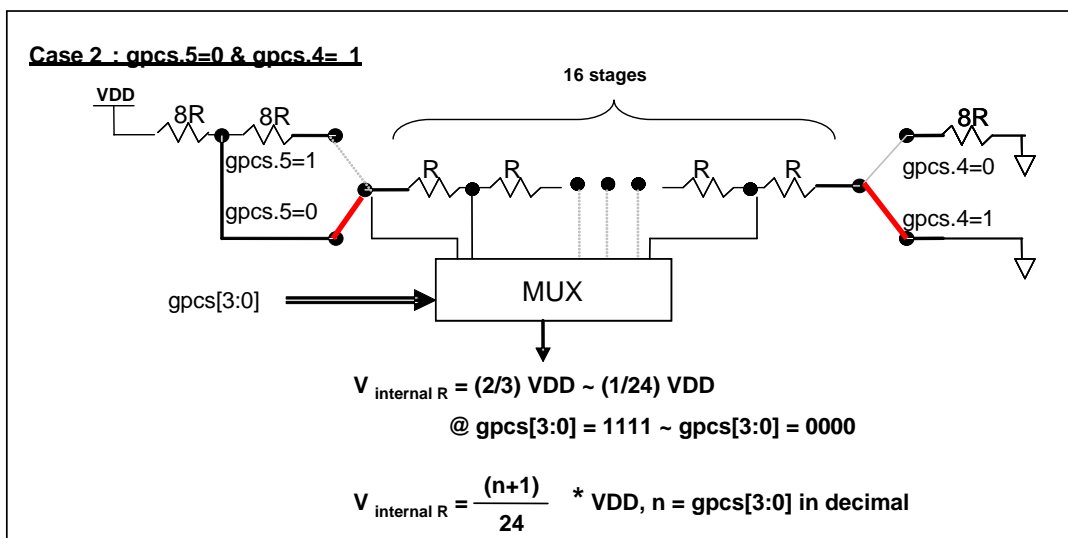 Case 2 : gpcs.5=0 & gpcs.4= 1
16 stages
VDD
8R
8R
8R
gpcs.5=1
R
R
R
R
gpcs.4=0
gpcs.5=0
gpcs.4=1
MUX
gpcs[3:0]
V internal R = (2/3) VDD ~ (1/24) VDD
@ gpcs[3:0] = 1111 ~ gpcs[3:0] = 0000
V internal R = (n+1) / 24 * VDD, n = gpcs[3:0] in decimal